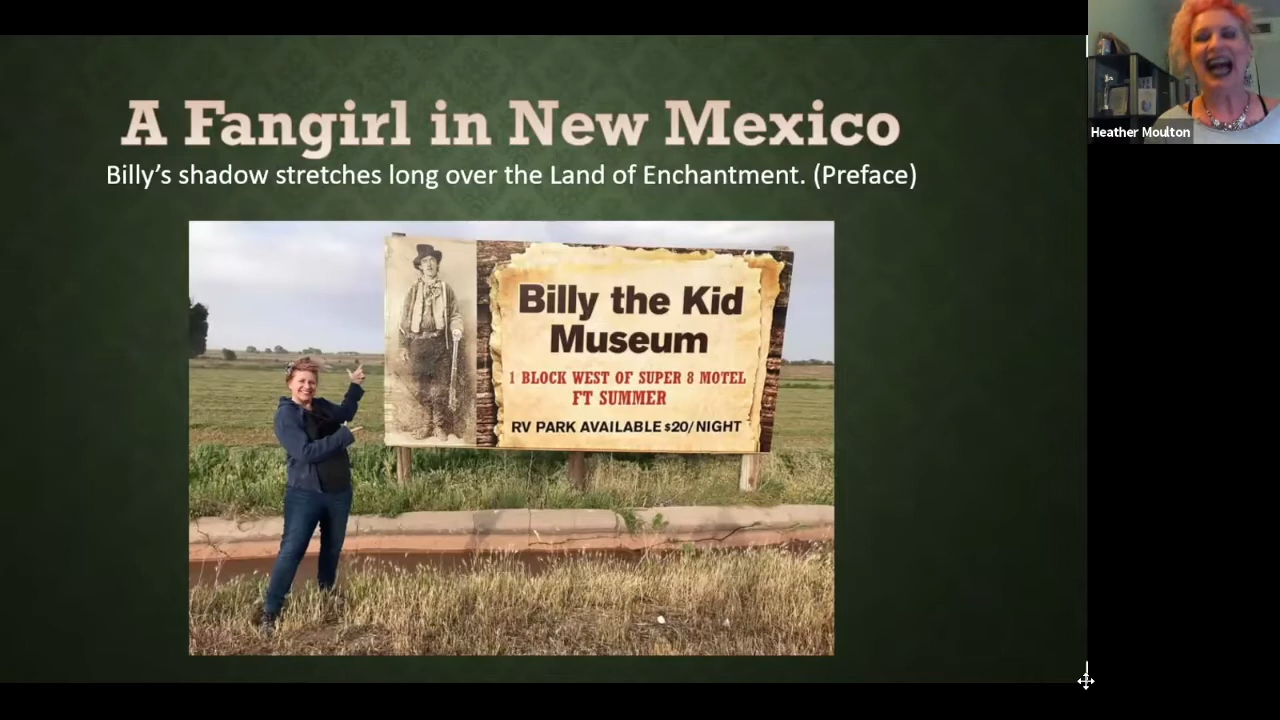 A Fangirl in New Mexico
Billy's shadow stretches long over the Land of Enchantment. (Preface)
Billy the Kid
Museum
1 BLOCK WEST OF SUPER 8 MOTEL
FT SUMMER
RV PARK AVAILABLE $20/NIGHT
Heather Moulton